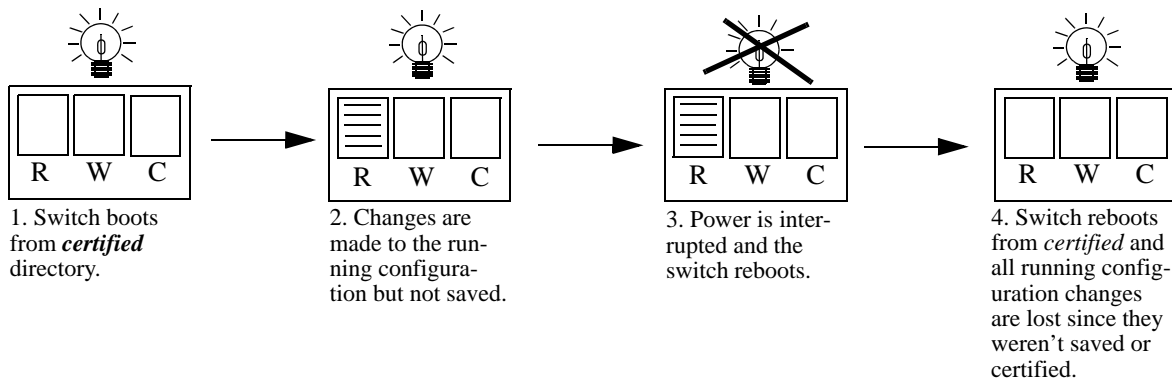 R W C
1. Switch boots
from certified
directory.
R W C
2. Changes are
made to the run-
ning configura-
tion but not saved.
R W C
3. Power is inter-
rupted and the
switch reboots.
R W C
4. Switch reboots
from certified and
all running config-
uration changes
are lost since they
weren’t saved or
certified.